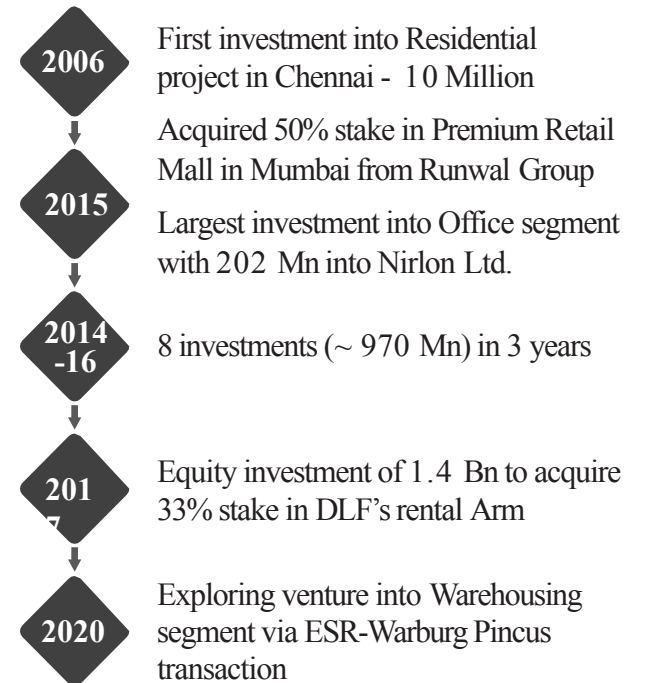 2006
First investment into Residential
project in Chennai - 10 Million
Acquired 50% stake in Premium Retail
Mall in Mumbai from Runwal Group
2015
Largest investment into Office segment
with 202 Mn into Nirlon Ltd.
2014
-16
8 investments (~ 970 Mn) in 3 years
201
7
Equity investment of 1.4 Bn to acquire
33% stake in DLF’s rental Arm
2020
Exploring venture into Warehousing
segment via ESR-Warburg Pincus
transaction